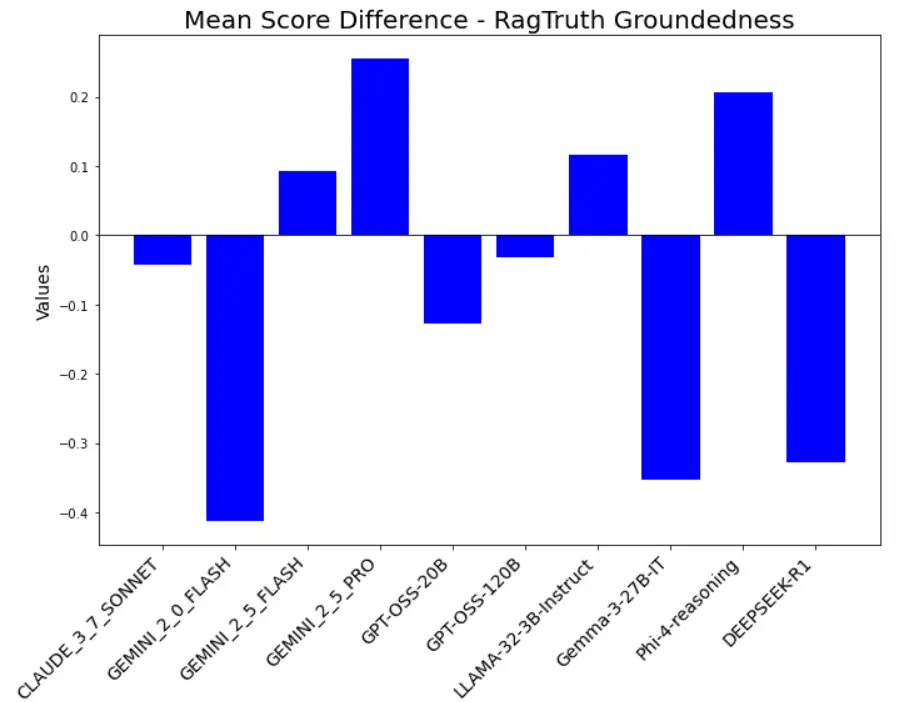 Mean Score Difference - RagTruth Groundedness
Values
0.2
0.1
0.0
−0.1
−0.2
−0.3
−0.4
CLAUDE_3_7_SONNET
GEMINI_2_0_FLASH
GEMINI_2_5_FLASH
GEMINI_2_5_PRO
GPT-OSS-20B
GPT-OSS-120B
LLAMA-32-3B-Instruct
Gemma-3-27B-IT
Phi-4-reasoning
DEEPSEEK-R1